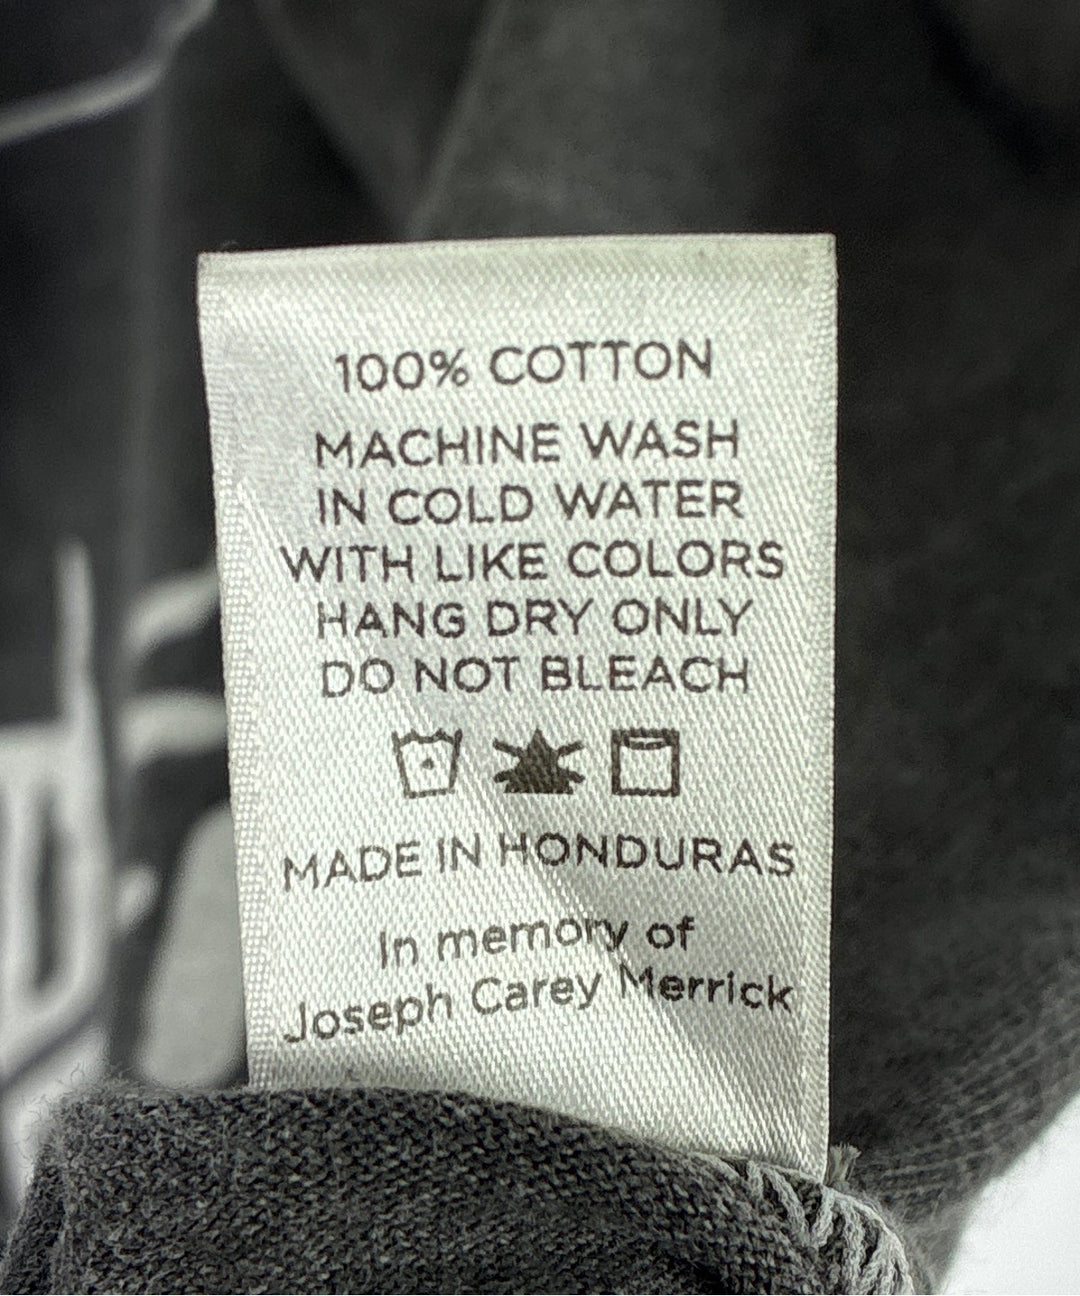 100% COTTON
MACHINE WASH
IN COLD WATER
WITH LIKE COLORS
HANG DRY ONLY
DO NOT BLEACH
MADE IN HONDURAS
In memory of
Joseph Carey Merrick